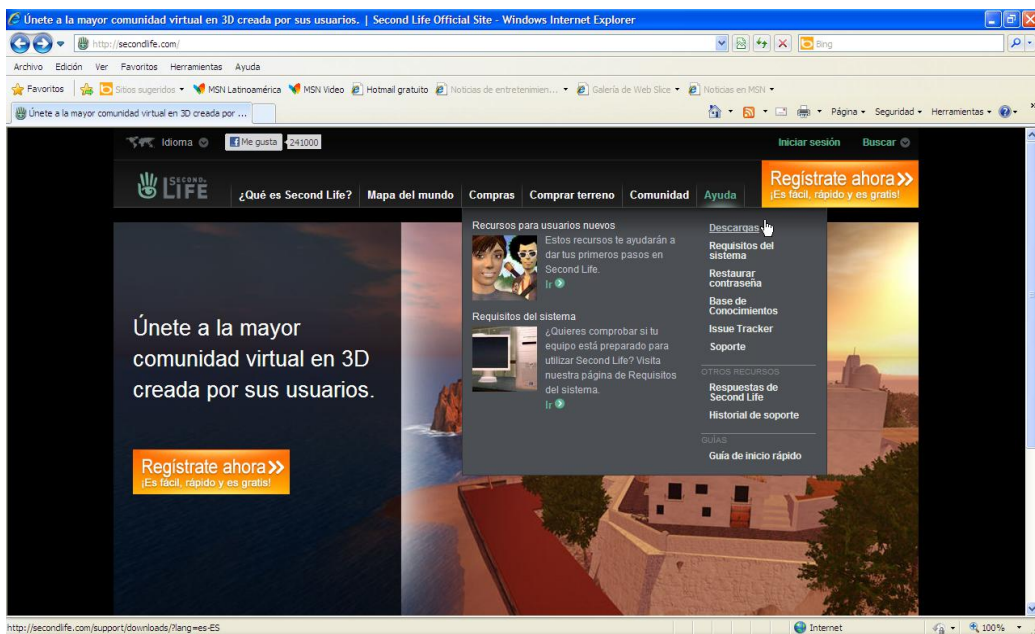 Únete a la mayor comunidad virtual en 3D creada por sus usuarios. | Second Life Official Site - Windows Internet Explorer
http://secondlife.com/
Bing
Archivo Edición Ver Favoritos Herramientas Ayuda
Favoritos Sitios sugeridos MSN Latinoamérica MSN Video Hotmail gratuito Noticias de entretenimien... Galería de Web Slice Noticias en MSN
Únete a la mayor comunidad virtual en 3D creada por ... Página Seguridad Herramientas
Idioma Me gusta 241000 Iniciar sesión Buscar
SECOND LIFE
¿Qué es Second Life? Mapa del mundo Compras Comprar terreno Comunidad Ayuda
Regístrate ahora
¡Es fácil, rápido y es gratis!
Recursos para usuarios nuevos
Estos recursos te ayudarán a
dar tus primeros pasos en
Second Life.
Ir
Requisitos del sistema
¿Quieres comprobar si tu
equipo está preparado para
utilizar Second Life? Visita
nuestra página de Requisitos
del sistema.
Ir
Descargas
Requisitos del
sistema
Restaurar
contraseña
Base de
Conocimientos
Issue Tracker
Soporte
OTROS RECURSOS
Respuestas de
Second Life
Historial de soporte
GUÍAS
Guía de inicio rápido
Únete a la mayor
comunidad virtual en 3D
creada por sus usuarios.
Regístrate ahora
¡Es fácil, rápido y es gratis!
http://secondlife.com/support/downloads/?lang=es-ES Internet 100%